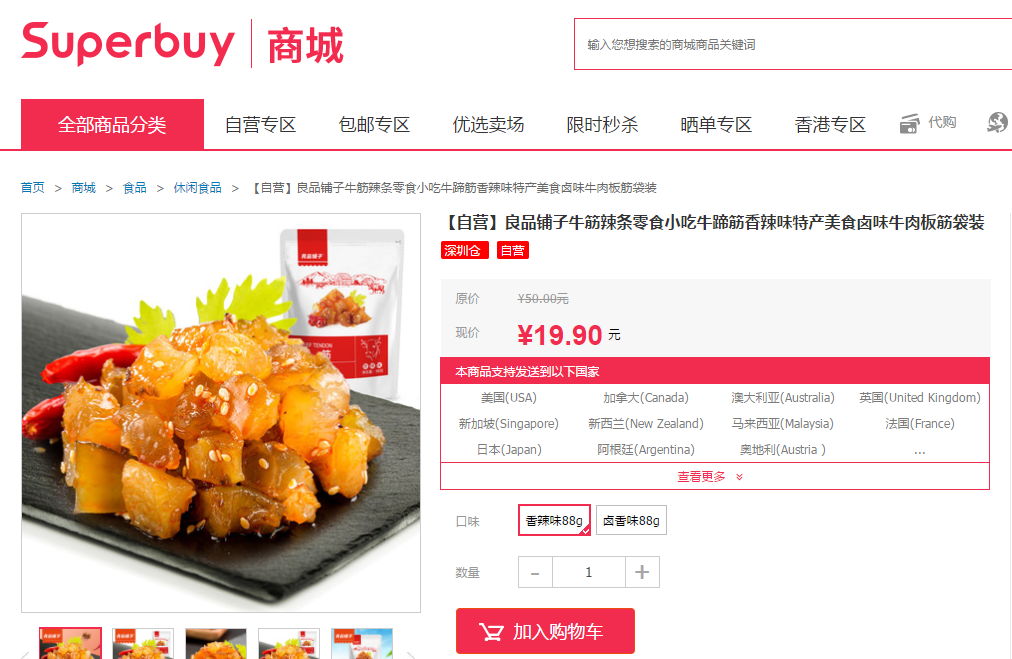 Superbuy 商城
输入您想搜索的商城商品关键词
全部商品分类 自营专区 包邮专区 优选卖场 限时秒杀 晒单专区 香港专区 代购
首页 > 商城 > 食品 > 休闲食品 > 【自营】良品铺子牛筋辣条零食小吃牛蹄筋香辣味特产美食卤味牛肉板筋袋装
【自营】良品铺子牛筋辣条零食小吃牛蹄筋香辣味特产美食卤味牛肉板筋袋装
深圳仓 自营
良品铺子
原价 ¥50.00元
现价 ¥19.90 元
本商品支持发送到以下国家
美国(USA) 加拿大(Canada) 澳大利亚(Australia) 英国(United Kingdom)
新加坡(Singapore) 新西兰(New Zealand) 马来西亚(Malaysia) 法国(France)
日本(Japan) 阿根廷(Argentina) 奥地利(Austria ) ...
查看更多
口味 香辣味88g 卤香味88g
数量 - 1 +
加入购物车